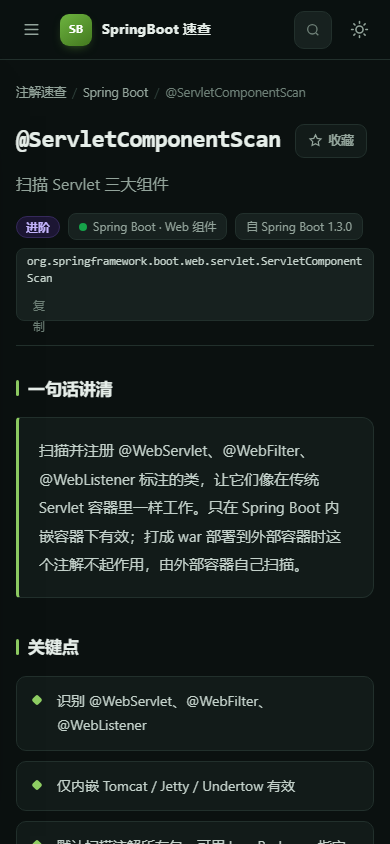 SB SpringBoot 速查
注解速查 / Spring Boot / @ServletComponentScan
@ServletComponentScan
收藏
扫描 Servlet 三大组件
进阶 Spring Boot · Web 组件 自 Spring Boot 1.3.0
org.springframework.boot.web.servlet.ServletComponent
Scan
复
制
一句话讲清
扫描并注册 @WebServlet、@WebFilter、
@WebListener 标注的类，让它们像在传统
Servlet 容器里一样工作。只在 Spring Boot 内
嵌容器下有效；打成 war 部署到外部容器时这
个注解不起作用，由外部容器自己扫描。
关键点
识别 @WebServlet、@WebFilter、
@WebListener
仅内嵌 Tomcat / Jetty / Undertow 有效